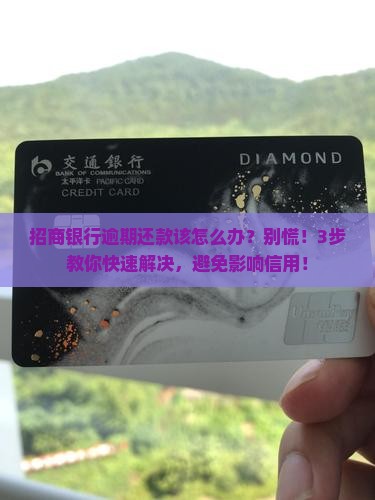 交通銀行 DIAMOND
BANK OF COMMUNICATIONS
太平洋卡 PACIFIC CARD
CREDIT CARD
招商银行逾期还款该怎么办？别慌！3步
教你快速解决，避免影响信用！
UnionPay
银联